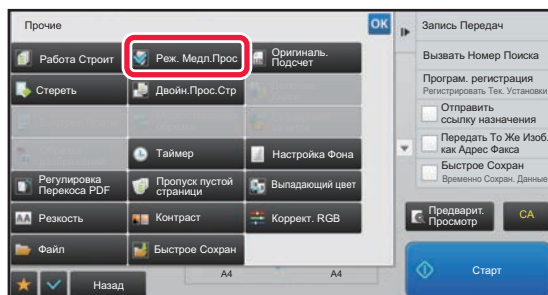 Прочие
OK
Работа Строит
Реж. Медл.Прос
Оригиналь.
Подсчет
Стереть
Двойн.Прос.Стр
Таймер
Настройка Фона
Регулировка
Перекоса PDF
Пропуск пустой
страници
Выпадающий цвет
Резкость
Контраст
Коррект. RGB
Файл
Быстрое Сохран
Назад
A4
A4
Запись Передач
Вызвать Номер Поиска
Програм. регистрация
Регистрировать Тек. Установки
Отправить
ссылку назначения
Передать То Же Изоб.
как Адрес Факса
Быстрое Сохран
Временно Сохран. Данные
Предварит.
Просмотр
CA
Старт